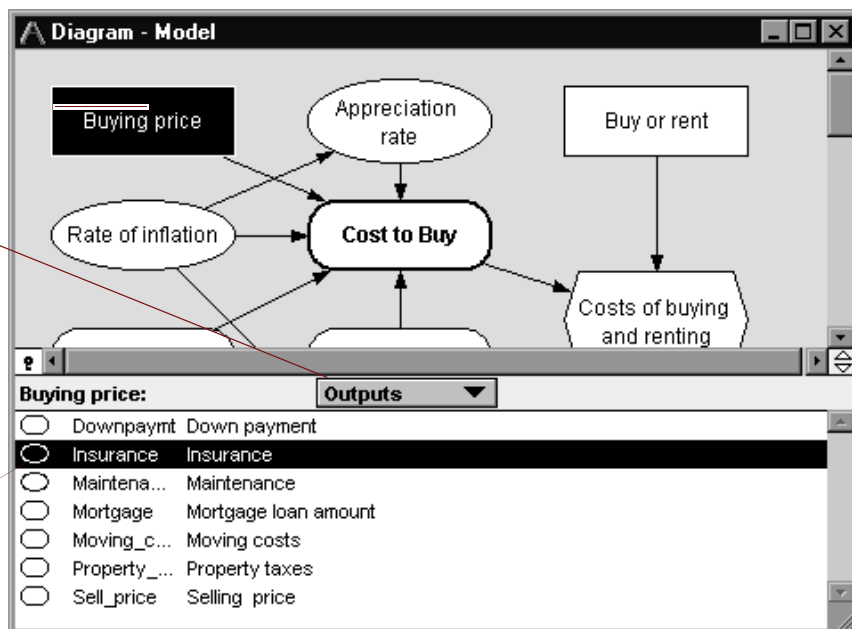 Diagram - Model
Buying price
Appreciation
rate
Buy or rent
Rate of inflation
Cost to Buy
Costs of buying
and renting
?
Buying price:
Outputs
Downpaymt Down payment
Insurance Insurance
Maintena... Maintenance
Mortgage Mortgage loan amount
Moving_c... Moving costs
Property_... Property taxes
Sell_price Selling price